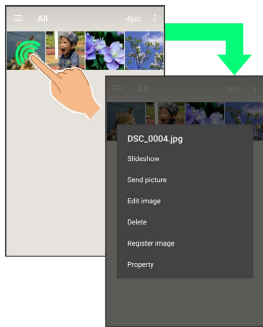 All 4pic.
All 4pic.
DSC_0004.jpg
Slideshow
Send picture
Edit image
Delete
Register image
Property